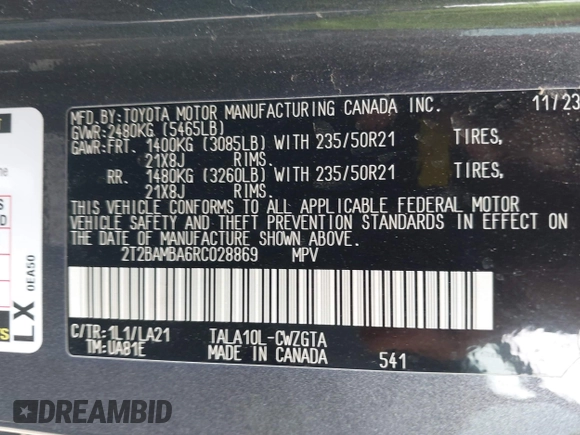 MFD.BY:TOYOTA MOTOR MANUFACTURING CANADA INC. 11/23
GVWR:2480KG (5465LB)
GAWR:FRT. 1400KG (3085LB) WITH 235/50R21 TIRES,
21X8J RIMS.
RR. 1480KG (3260LB) WITH 235/50R21 TIRES,
21X8J RIMS.
THIS VEHICLE CONFORMS TO ALL APPLICABLE FEDERAL MOTOR
VEHICLE SAFETY AND THEFT PREVENTION STANDARDS IN EFFECT ON
THE DATE OF MANUFACTURE SHOWN ABOVE.
2T2BAMBA6RC028869 MPV
C/TR:1L1/LA21 TALA10L-CWZGTA
TM:UA81E MADE IN CANADA 541
LX
0EA50
DREAMBID